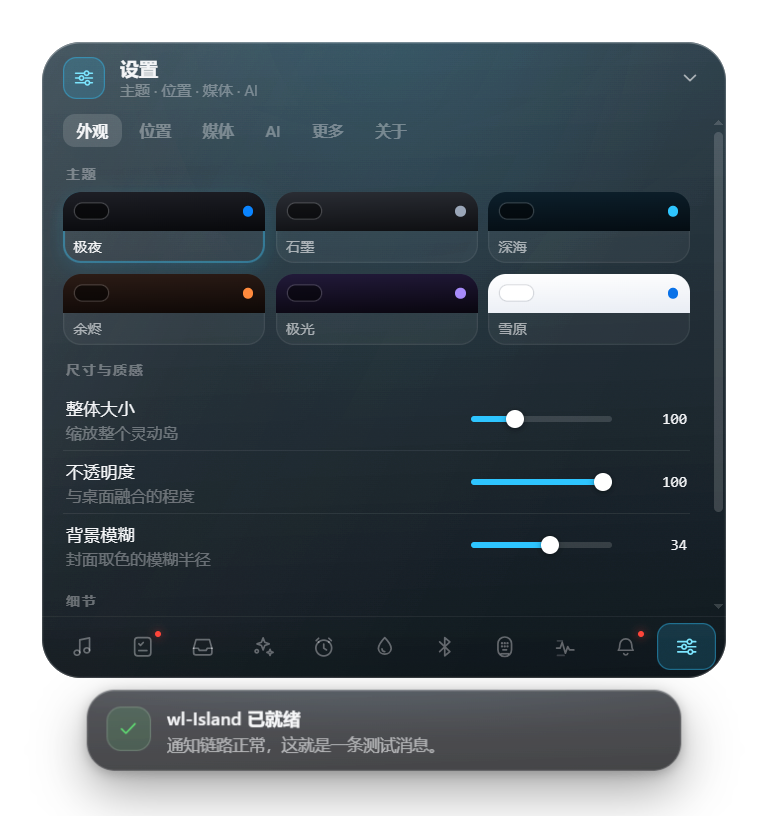 设置
主题 · 位置 · 媒体 · AI
外观 位置 媒体 AI 更多 关于
主题
极夜 石墨 深海
余烬 极光 雪原
尺寸与质感
整体大小
缩放整个灵动岛
100
不透明度
与桌面融合的程度
100
背景模糊
封面取色的模糊半径
34
细节
wl-Island 已就绪
通知链路正常，这就是一条测试消息。